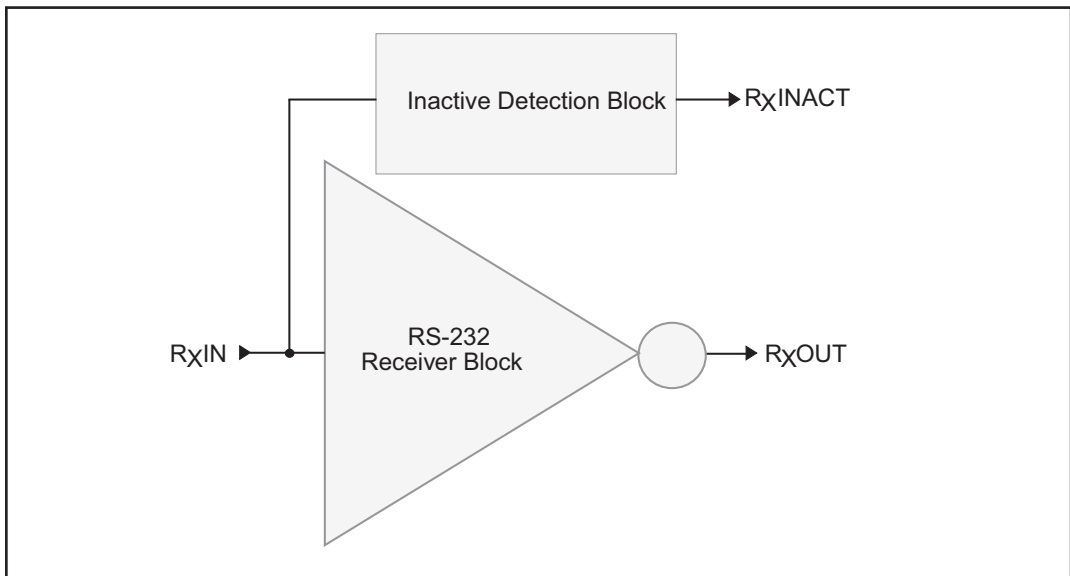 Inactive Detection Block
RXINACT
RXIN
RS-232
Receiver Block
RXOUT